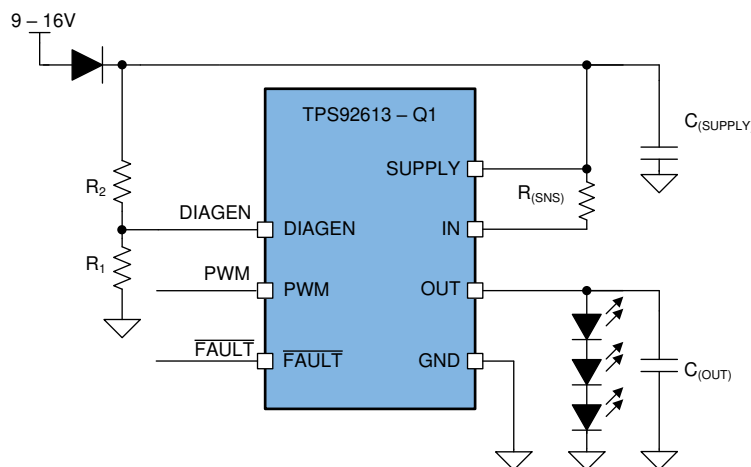 9 – 16V
TPS92613 – Q1
C(SUPPLY
SUPPLY
R2
R(SNS)
DIAGEN
DIAGEN
IN
R1
PWM
PWM
OUT
FAULT
FAULT
GND
C(OUT)